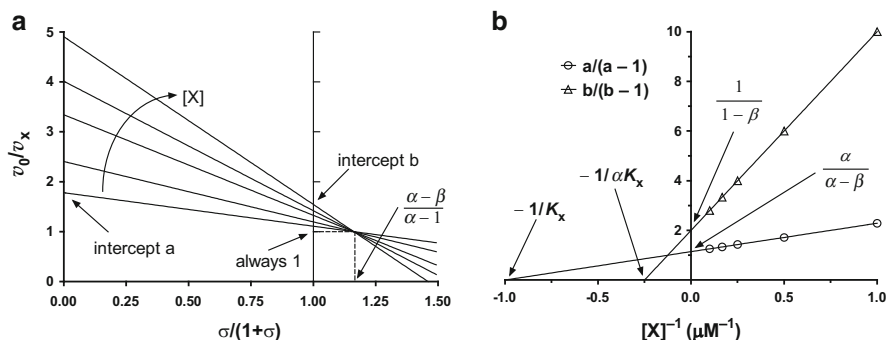 a
5
4
3
2
1
0
v₀/vₓ
[X]
intercept a
intercept b
always 1
α – β
α – 1
0.00
0.25
0.50
0.75
1.00
1.25
1.50
σ/(1+σ)
b
10
8
6
4
2
a/(a – 1)
b/(b – 1)
1
1 – β
α
α – β
– 1/αKₓ
– 1/Kₓ
-1.0
-0.5
0.0
0.5
1.0
[X]⁻¹ (μM⁻¹)